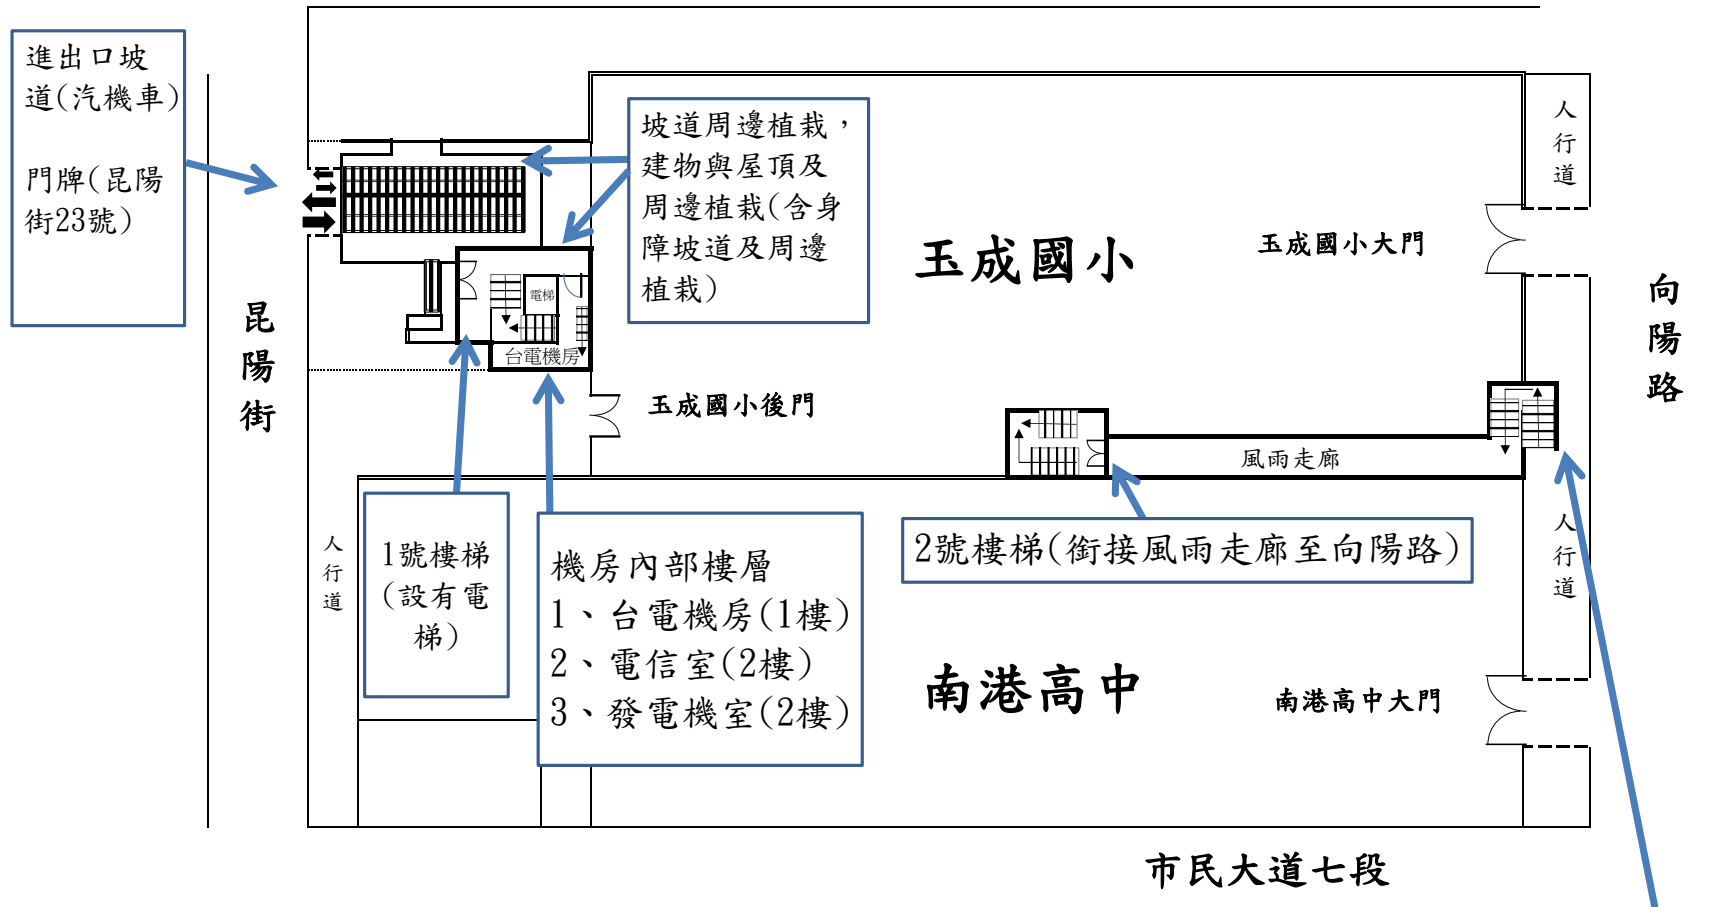 進出口坡
道(汽機車)
門牌(昆陽
街23號)
坡道周邊植栽，
建物與屋頂及
周邊植栽(含身
障坡道及周邊
植栽)
人行道
玉成國小
玉成國小大門
向陽路
昆陽街
電梯
台電機房
玉成國小後門
風雨走廊
1號樓梯
(設有電
梯)
機房內部樓層
1、台電機房(1樓)
2、電信室(2樓)
3、發電機室(2樓)
2號樓梯(銜接風雨走廊至向陽路)
人行道
人行道
南港高中
南港高中大門
市民大道七段